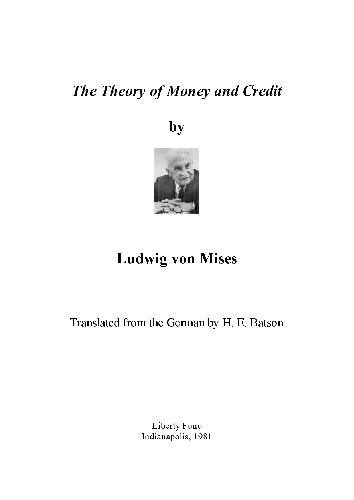 The Theory of Money and Credit
by
Ludwig von Mises
Translated from the German by H. E. Batson
Liberty Fund
Indianapolis, 1981